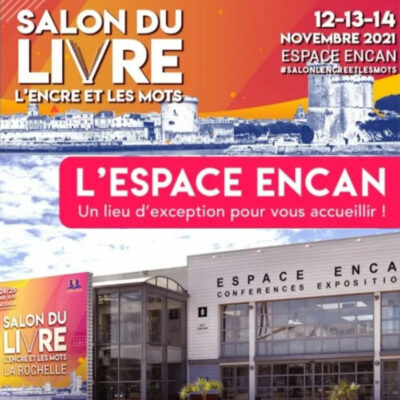 SALON DU
LIVRE
L'ENCRE ET LES MOTS
12-13-14
NOVEMBRE 2021
ESPACE ENCAN
#SALONLENCREETLESMOTS
L'ESPACE ENCAN
Un lieu d'exception pour vous accueillir !
ESPACE ENCAN
CONFERENCES EXPOSITIO
SALON DU
LIVRE
L'ENCRE ET LES MOTS
LA ROCHELLE